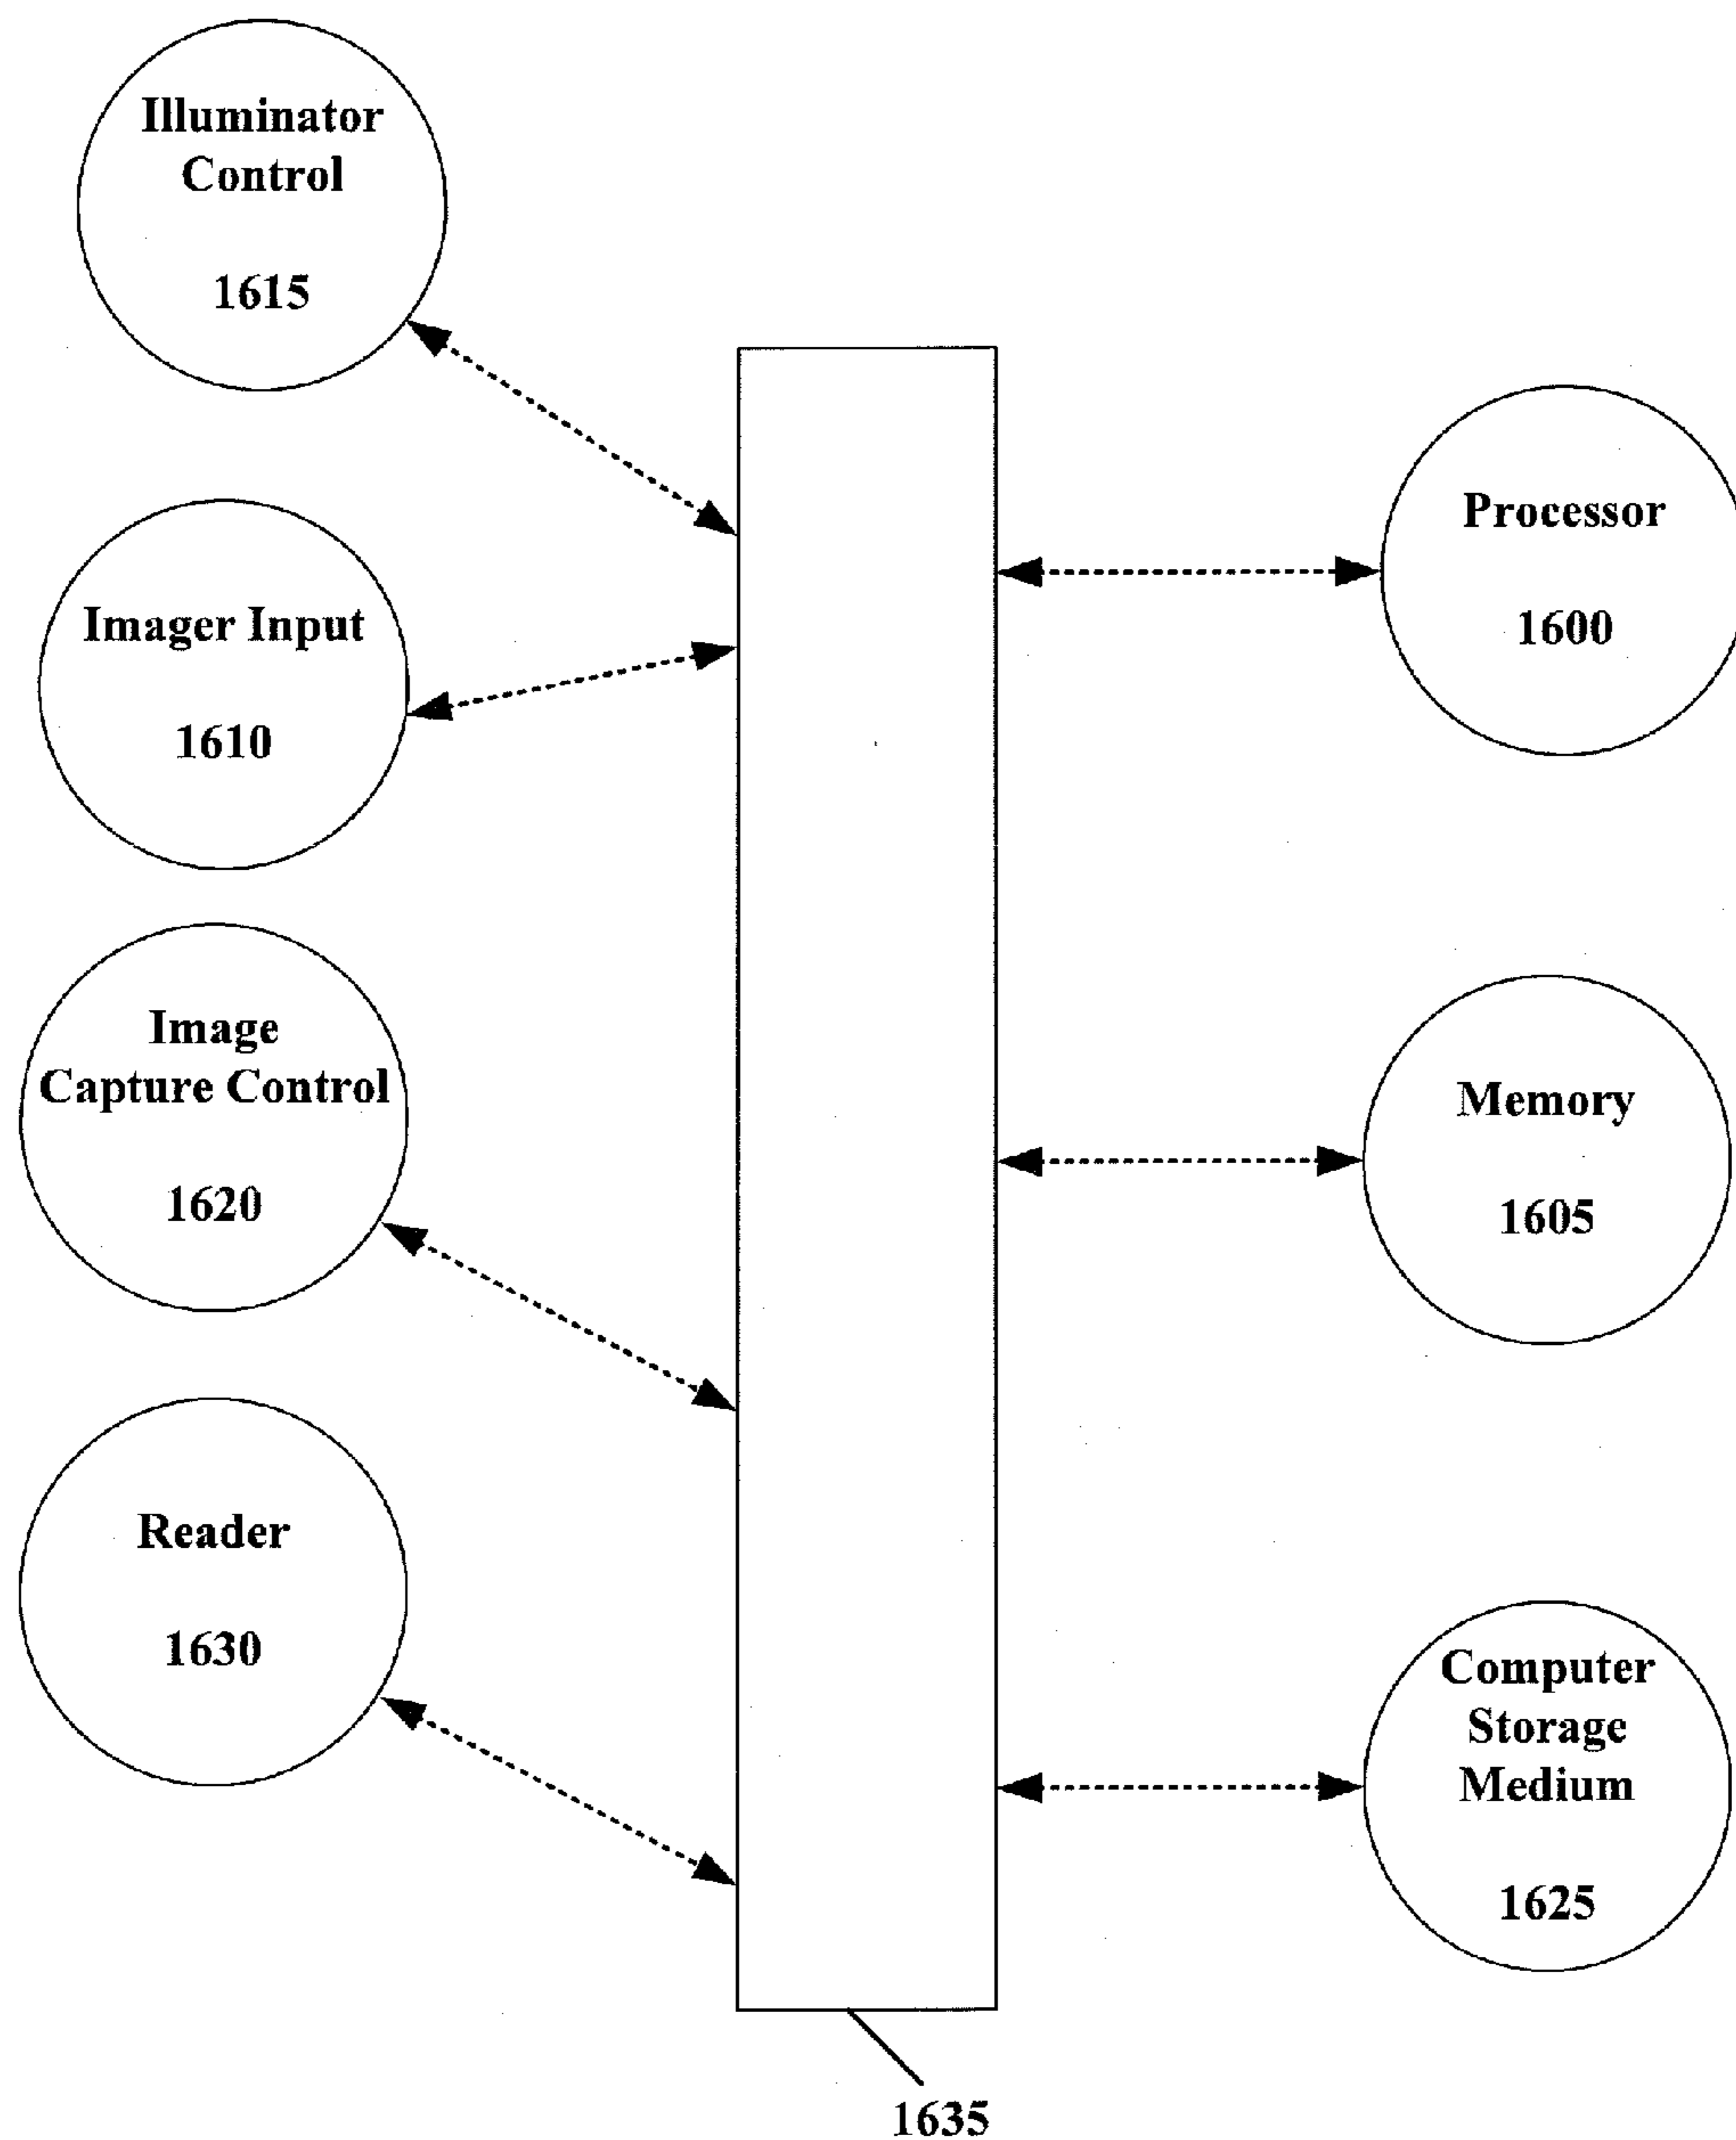 Illuminator
Control
1615
Imager Input
1610
Image
Capture Control
1620
Reader
1630
Processor
1600
Memory
1605
Computer
Storage
Medium
1625
1635